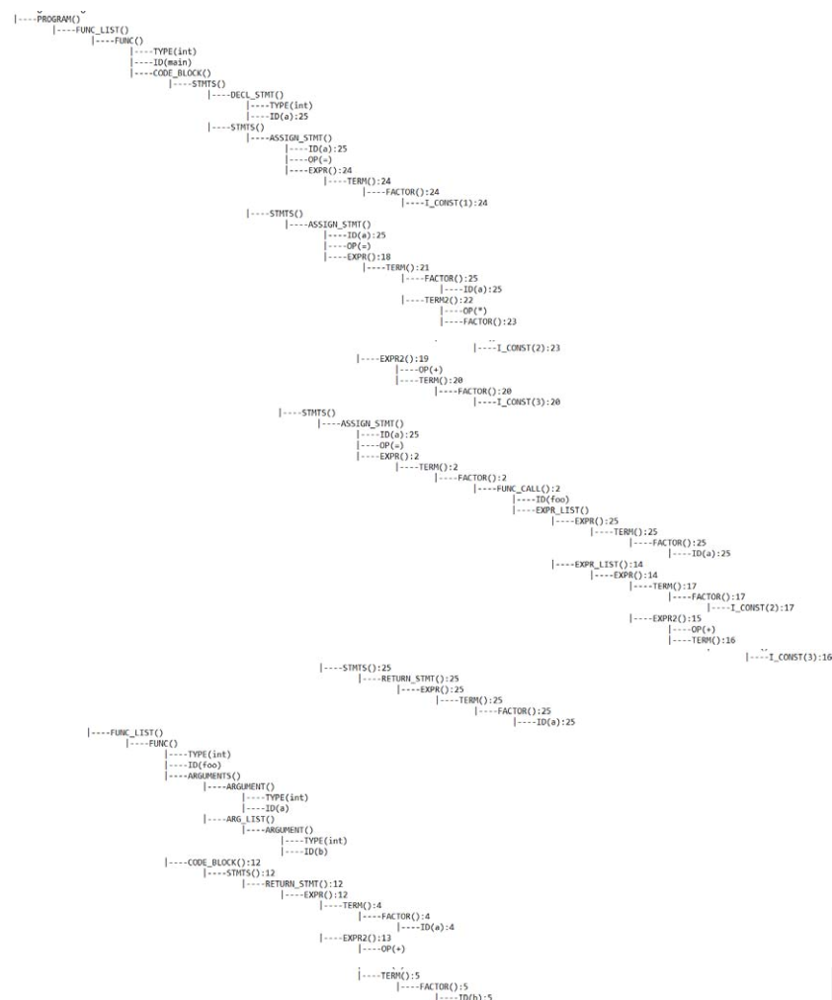 |----PROGRAM()
|----FUNC_LIST()
|----FUNC()
|----TYPE(int)
|----ID(main)
|----CODE_BLOCK()
|----STMTS()
|----DECL_STMT()
|----TYPE(int)
|----ID(a):25
|----STMTS()
|----ASSIGN_STMT()
|----ID(a):25
|----OP(=)
|----EXPR():24
|----TERM():24
|----FACTOR():24
|----I_CONST(1):24
|----STMTS()
|----ASSIGN_STMT()
|----ID(a):25
|----OP(=)
|----EXPR():18
|----TERM():21
|----FACTOR():25
|----ID(a):25
|----TERM2():22
|----OP(*)
|----FACTOR():23
|----I_CONST(2):23
|----EXPR2():19
|----OP(+)
|----TERM():20
|----FACTOR():20
|----I_CONST(3):20
|----STMTS()
|----ASSIGN_STMT()
|----ID(a):25
|----OP(=)
|----EXPR():2
|----TERM():2
|----FACTOR():2
|----FUNC_CALL():2
|----ID(foo)
|----EXPR_LIST()
|----EXPR():25
|----TERM():25
|----FACTOR():25
|----ID(a):25
|----EXPR_LIST():14
|----EXPR():14
|----TERM():17
|----FACTOR():17
|----I_CONST(2):17
|----EXPR2():15
|----OP(+)
|----TERM():16
|----I_CONST(3):16
|----STMTS():25
|----RETURN_STMT():25
|----EXPR():25
|----TERM():25
|----FACTOR():25
|----ID(a):25
|----FUNC_LIST()
|----FUNC()
|----TYPE(int)
|----ID(foo)
|----ARGUMENTS()
|----ARGUMENT()
|----TYPE(int)
|----ID(a)
|----ARG_LIST()
|----ARGUMENT()
|----TYPE(int)
|----ID(b)
|----CODE_BLOCK():12
|----STMTS():12
|----RETURN_STMT():12
|----EXPR():12
|----TERM():4
|----FACTOR():4
|----ID(a):4
|----EXPR2():13
|----OP(+)
|----TERM():5
|----FACTOR():5
|----ID(b):5